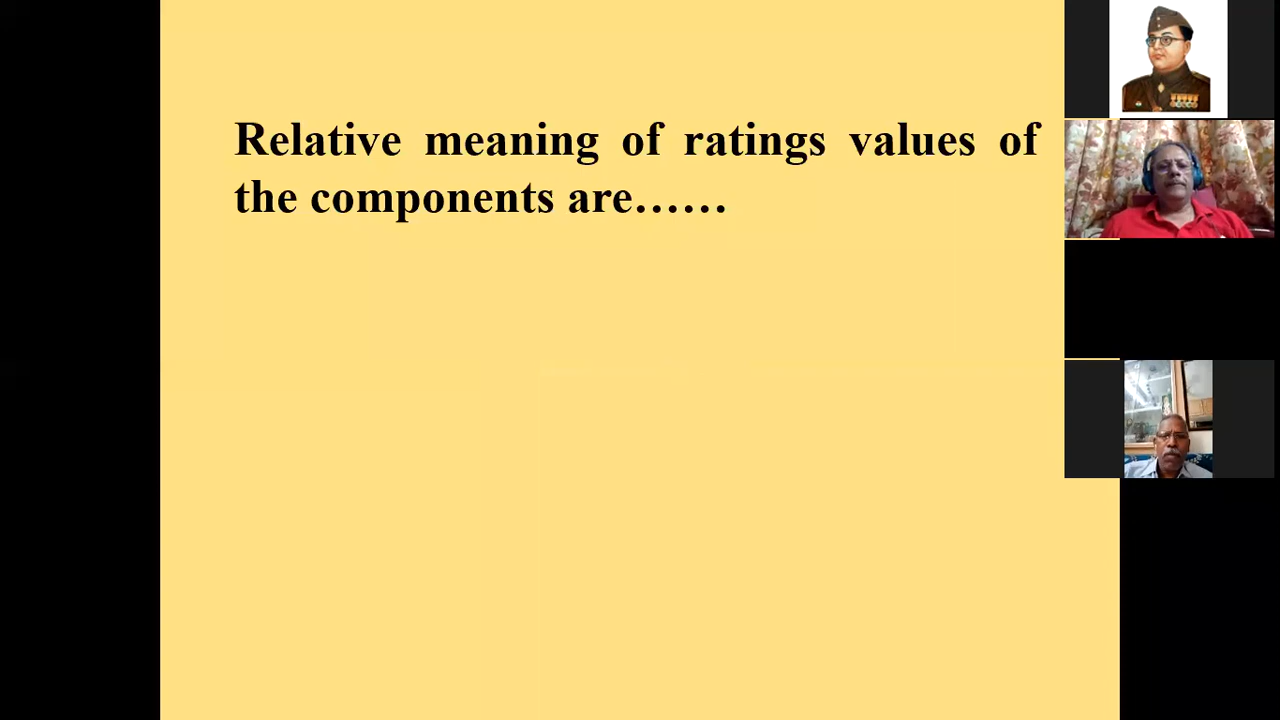 Relative meaning of ratings values of
the components are……